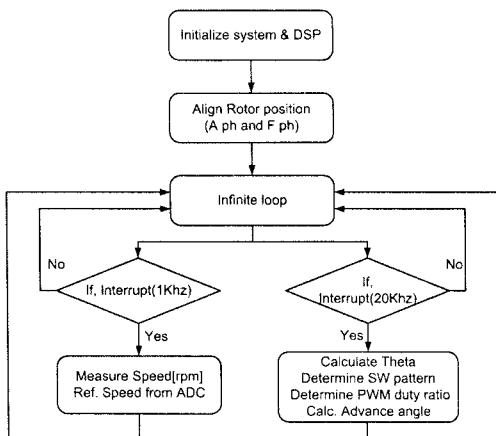 Initialize system & DSP
Align Rotor position
(A ph and F ph)
Infinite loop
No
No
If, Interrupt(1Khz)
If,
Interrupt(20Khz)
Yes
Yes
Measure Speed[rpm]
Ref. Speed from ADC
Calculate Theta
Determine SW pattern
Determine PWM duty ratio
Calc. Advance angle